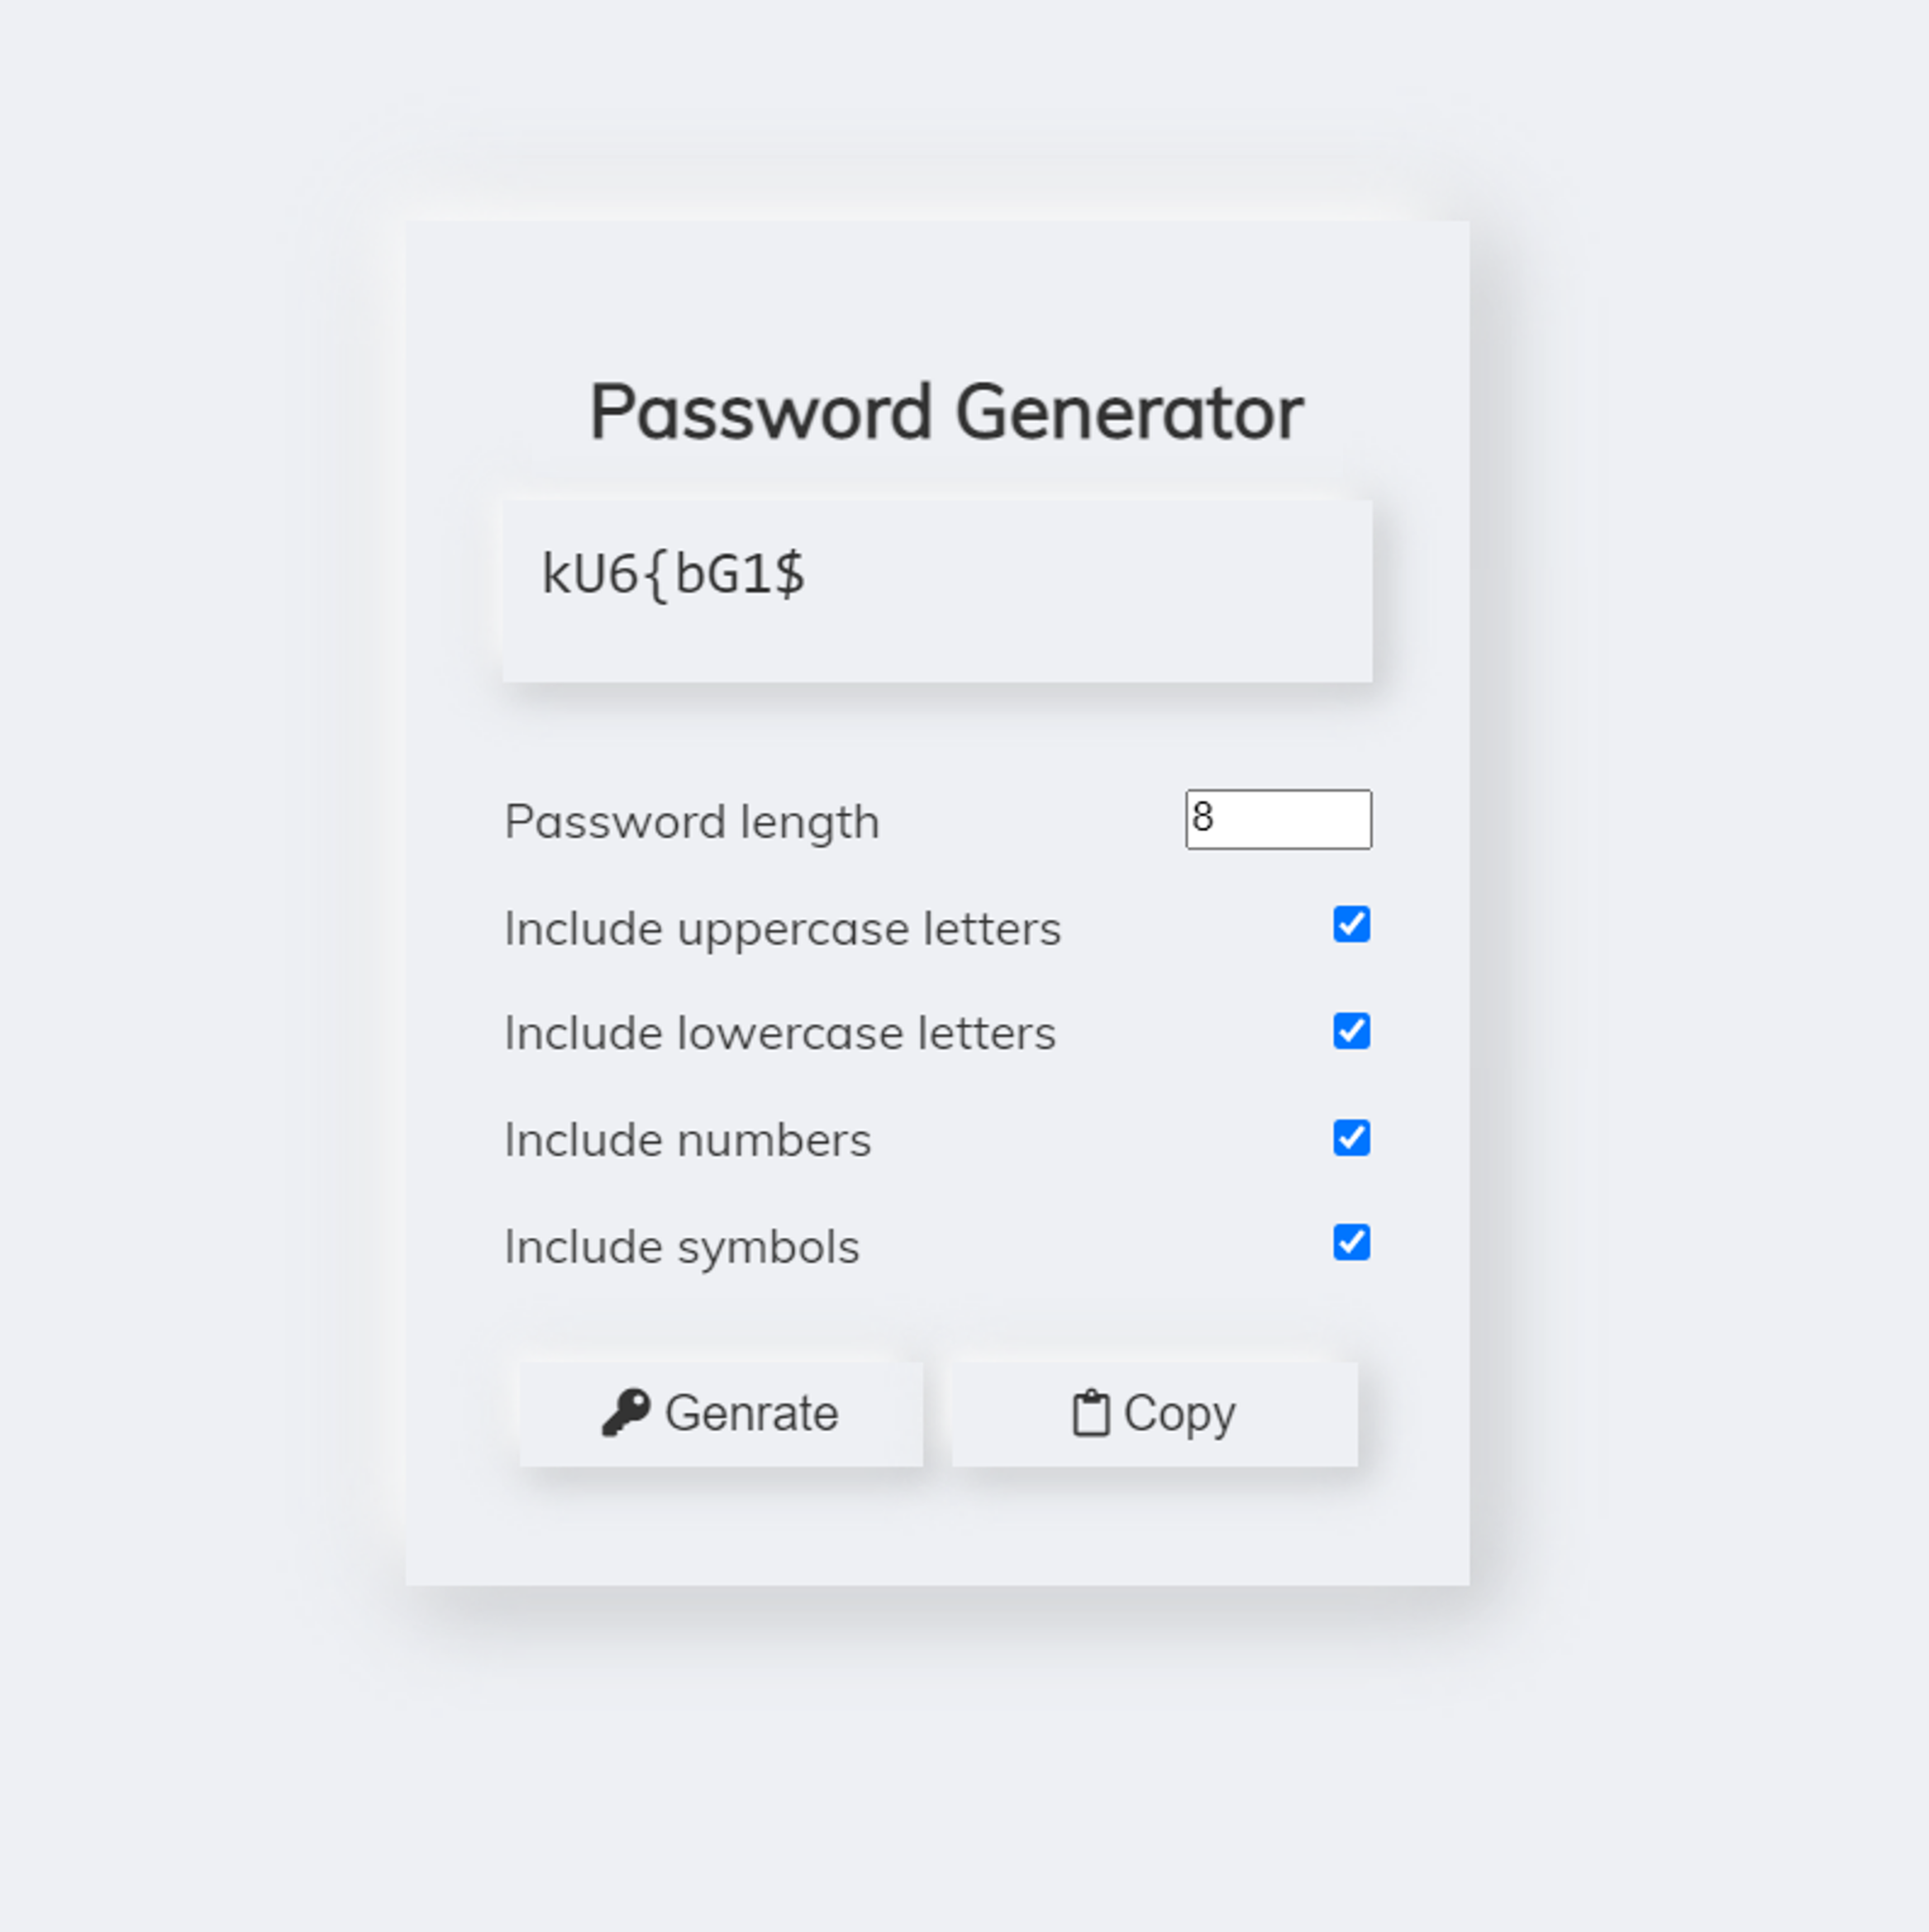 Password Generator
kU6{bG1$
Password length 8
Include uppercase letters
Include lowercase letters
Include numbers
Include symbols
Genrate Copy